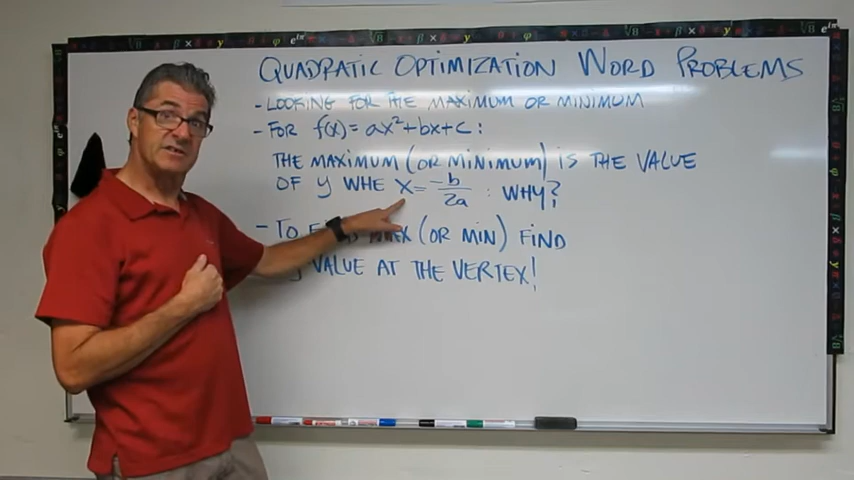 QUADRATIC OPTIMIZATION WORD PROBLEMS
- LOOKING FOR THE MAXIMUM OR MINIMUM
- FOR f(x) = ax²+bx+c :
THE MAXIMUM (OR MINIMUM) IS THE VALUE
OF y WHE X = -b/2a : WHY?
- TO FIND MAX (OR MIN) FIND
y VALUE AT THE VERTEX!